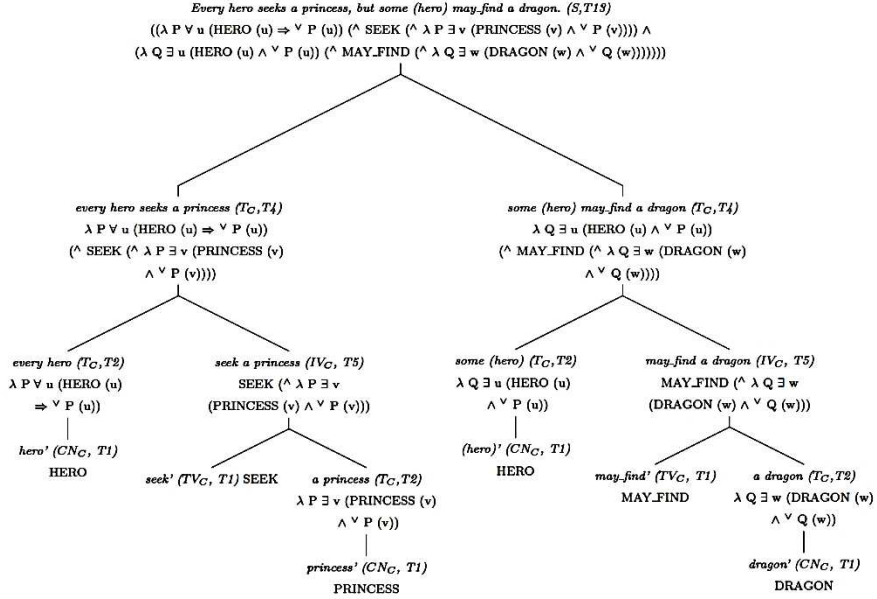 Every hero seeks a princess, but some (hero) may_find a dragon. (S,T13)
((λ P ∀ u (HERO (u) ⇒ ˅ P (u)) (^ SEEK (^ λ P ∃ v (PRINCESS (v) ∧ ˅ P (v)))) ∧
(λ Q ∃ u (HERO (u) ∧ ˅ P (u)) (^ MAY_FIND (^ λ Q ∃ w (DRAGON (w) ∧ ˅ Q (w)))))))
every hero seeks a princess (T_C,T4)
λ P ∀ u (HERO (u) ⇒ ˅ P (u))
(^ SEEK (^ λ P ∃ v (PRINCESS (v)
∧ ˅ P (v))))
some (hero) may_find a dragon (T_C,T4)
λ Q ∃ u (HERO (u) ∧ ˅ P (u))
(^ MAY_FIND (^ λ Q ∃ w (DRAGON (w)
∧ ˅ Q (w))))
every hero (T_C,T2)
λ P ∀ u (HERO (u)
⇒ ˅ P (u))
seek a princess (IV_C, T5)
SEEK (^ λ P ∃ v
(PRINCESS (v) ∧ ˅ P (v)))
some (hero) (T_C,T2)
λ Q ∃ u (HERO (u)
∧ ˅ P (u))
may_find a dragon (IV_C, T5)
MAY_FIND (^ λ Q ∃ w
(DRAGON (w) ∧ ˅ Q (w)))
hero' (CN_C, T1)
HERO
seek' (TV_C, T1) SEEK
a princess (T_C,T2)
λ P ∃ v (PRINCESS (v)
∧ ˅ P (v))
(hero)' (CN_C, T1)
HERO
may_find' (TV_C, T1)
MAY_FIND
a dragon (T_C,T2)
λ Q ∃ w (DRAGON (w)
∧ ˅ Q (w))
princess' (CN_C, T1)
PRINCESS
dragon' (CN_C, T1)
DRAGON